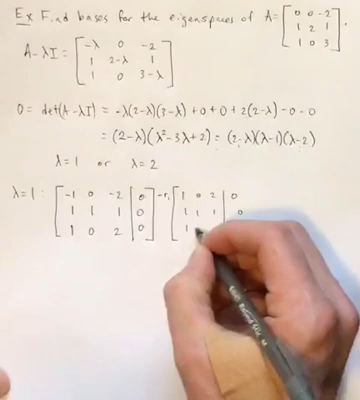 Ex Find bases for the eigenspaces of A = [0 0 -2
1 2 1
1 0 3].
A-λI = [-λ 0 -2
1 2-λ 1
1 0 3-λ]
0 = det(A-λI) = -λ(2-λ)(3-λ)+0+0+2(2-λ)-0-0
= (2-λ)(λ²-3λ+2) = (2-λ)(λ-1)(λ-2)
λ=1 or λ=2
λ=1: [-1 0 -2 | 0
1 1 1 | 0
1 0 2 | 0] -r₁ [1 0 2 | 0
1 1 1 | 0
1